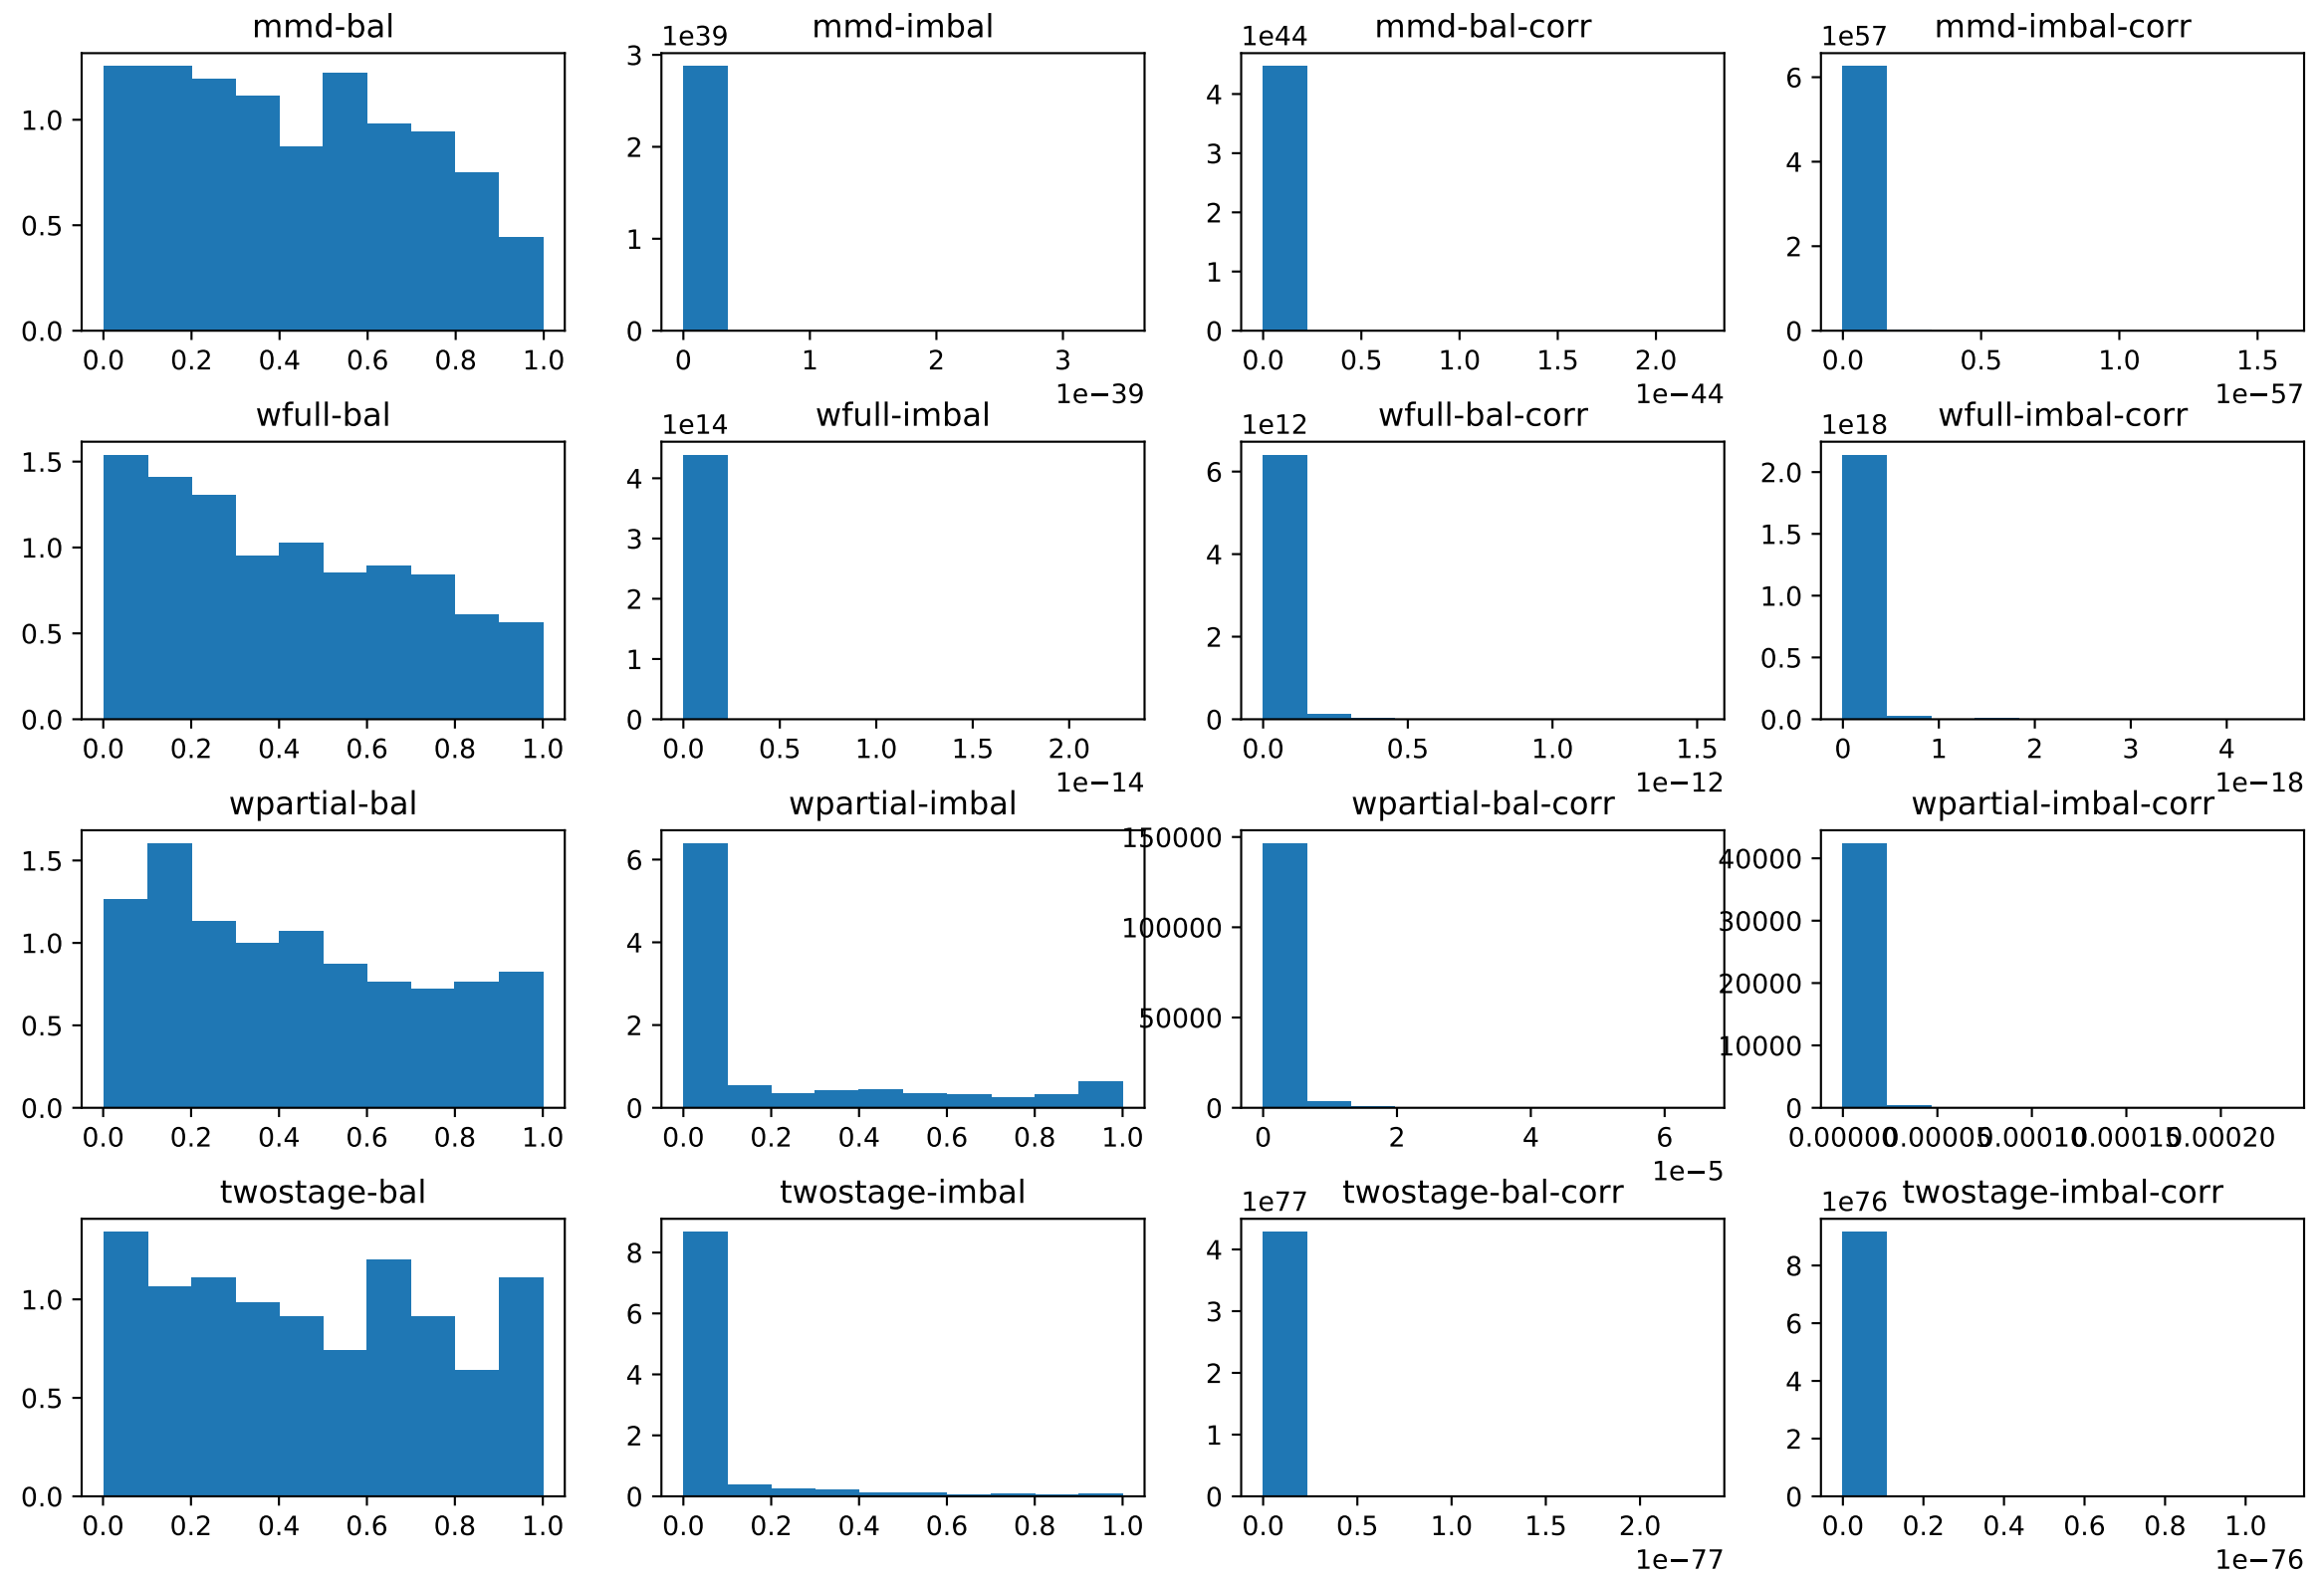 mmd-bal
1.0
0.5
0.0
0.0 0.2 0.4 0.6 0.8 1.0
mmd-imbal
1e39
3
2
1
0
0 1 2 3
1e−39
mmd-bal-corr
1e44
4
3
2
1
0
0.0 0.5 1.0 1.5 2.0
1e−44
mmd-imbal-corr
1e57
6
4
2
0
0.0 0.5 1.0 1.5
1e−57
wfull-bal
1.5
1.0
0.5
0.0
0.0 0.2 0.4 0.6 0.8 1.0
wfull-imbal
1e14
4
3
2
1
0
0.0 0.5 1.0 1.5 2.0
1e−14
wfull-bal-corr
1e12
6
4
2
0
0.0 0.5 1.0 1.5
1e−12
wfull-imbal-corr
1e18
2.0
1.5
1.0
0.5
0.0
0 1 2 3 4
1e−18
wpartial-bal
1.5
1.0
0.5
0.0
0.0 0.2 0.4 0.6 0.8 1.0
wpartial-imbal
6
4
2
0
0.0 0.2 0.4 0.6 0.8 1.0
wpartial-bal-corr
150000
100000
50000
0
0 2 4 6
1e−5
wpartial-imbal-corr
40000
30000
20000
10000
0
0.00000 0.00005 0.00010 0.00015 0.00020
twostage-bal
1.0
0.5
0.0
0.0 0.2 0.4 0.6 0.8 1.0
twostage-imbal
8
6
4
2
0
0.0 0.2 0.4 0.6 0.8 1.0
twostage-bal-corr
1e77
4
3
2
1
0
0.0 0.5 1.0 1.5 2.0
1e−77
twostage-imbal-corr
1e76
8
6
4
2
0
0.0 0.2 0.4 0.6 0.8 1.0
1e−76